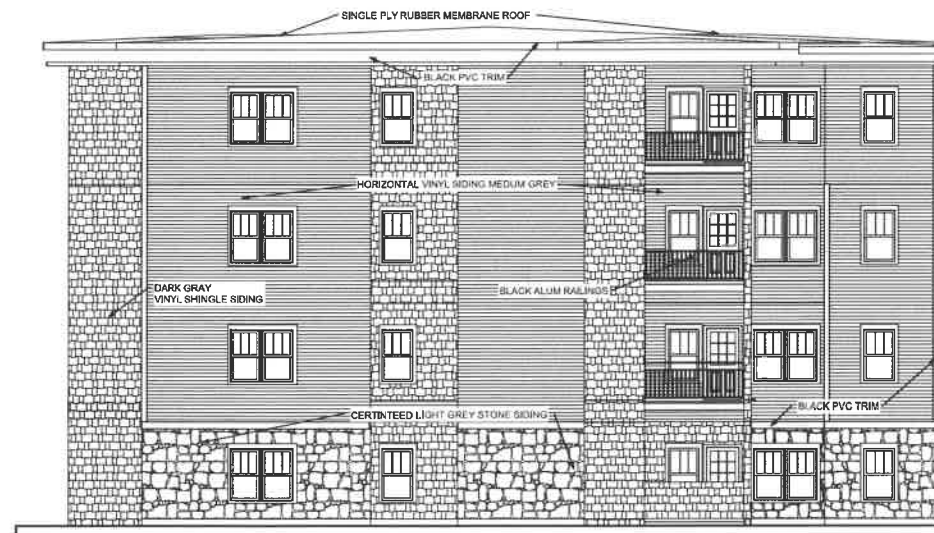 SINGLE PLY RUBBER MEMBRANE ROOF
BLACK PVC TRIM
HORIZONTAL VINYL SIDING MEDUM GREY
DARK GRAY
VINYL SHINGLE SIDING
BLACK ALUM RAILINGS
BLACK PVC TRIM
CERTINTEED LIGHT GREY STONE SIDING